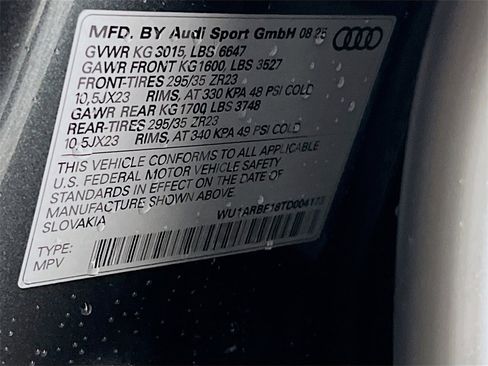 MFD. BY Audi Sport GmbH 08 25
GVWR KG 3015, LBS 6647
GAWR FRONT KG1600, LBS 3527
FRONT-TIRES 295/35 ZR23
10,5JX23 RIMS, AT 330 KPA 48 PSI COLD
GAWR REAR KG1700, LBS 3748
REAR-TIRES 295/35 ZR23
10,5JX23 RIMS, AT 340 KPA 49 PSI COLD
THIS VEHICLE CONFORMS TO ALL APPLICABLE
U.S. FEDERAL MOTOR VEHICLE SAFETY
STANDARDS IN EFFECT ON THE DATE OF
MANUFACTURE SHOWN ABOVE
SLOVAKIA
TYPE:
MPV